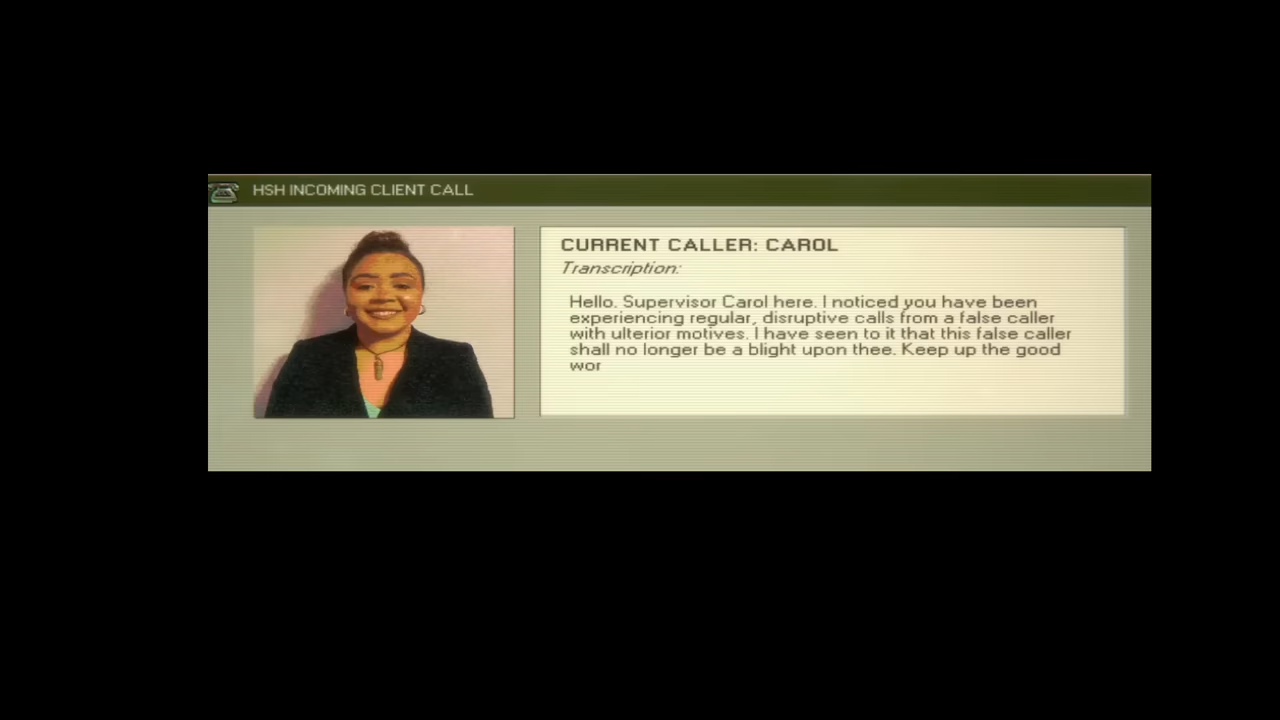 HSH INCOMING CLIENT CALL
CURRENT CALLER: CAROL
Transcription:
Hello. Supervisor Carol here. I noticed you have been
experiencing regular, disruptive calls from a false caller
with ulterior motives. I have seen to it that this false caller
shall no longer be a blight upon thee. Keep up the good
wor